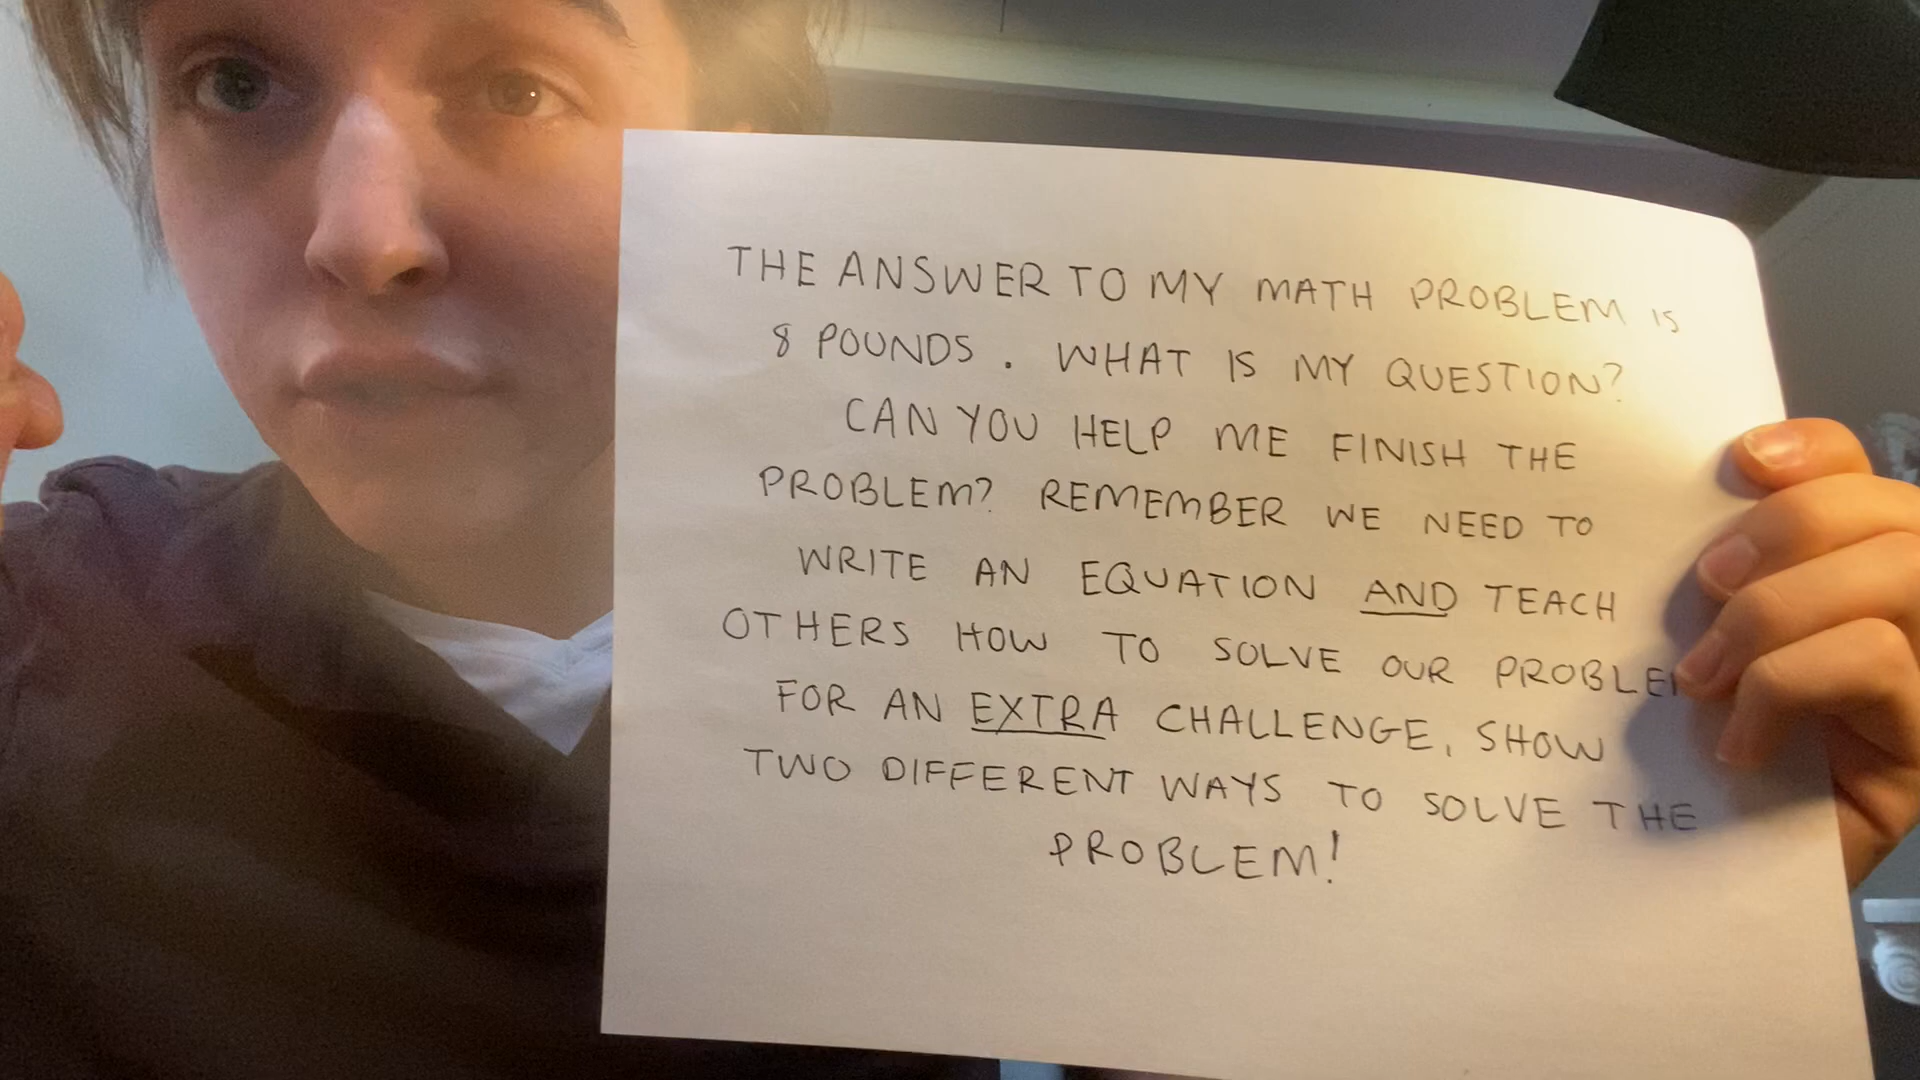 THE ANSWER TO MY MATH PROBLEM IS
8 POUNDS. WHAT IS MY QUESTION?
CAN YOU HELP ME FINISH THE
PROBLEM? REMEMBER WE NEED TO
WRITE AN EQUATION AND TEACH
OTHERS HOW TO SOLVE OUR PROBLE
FOR AN EXTRA CHALLENGE, SHOW
TWO DIFFERENT WAYS TO SOLVE THE
PROBLEM!